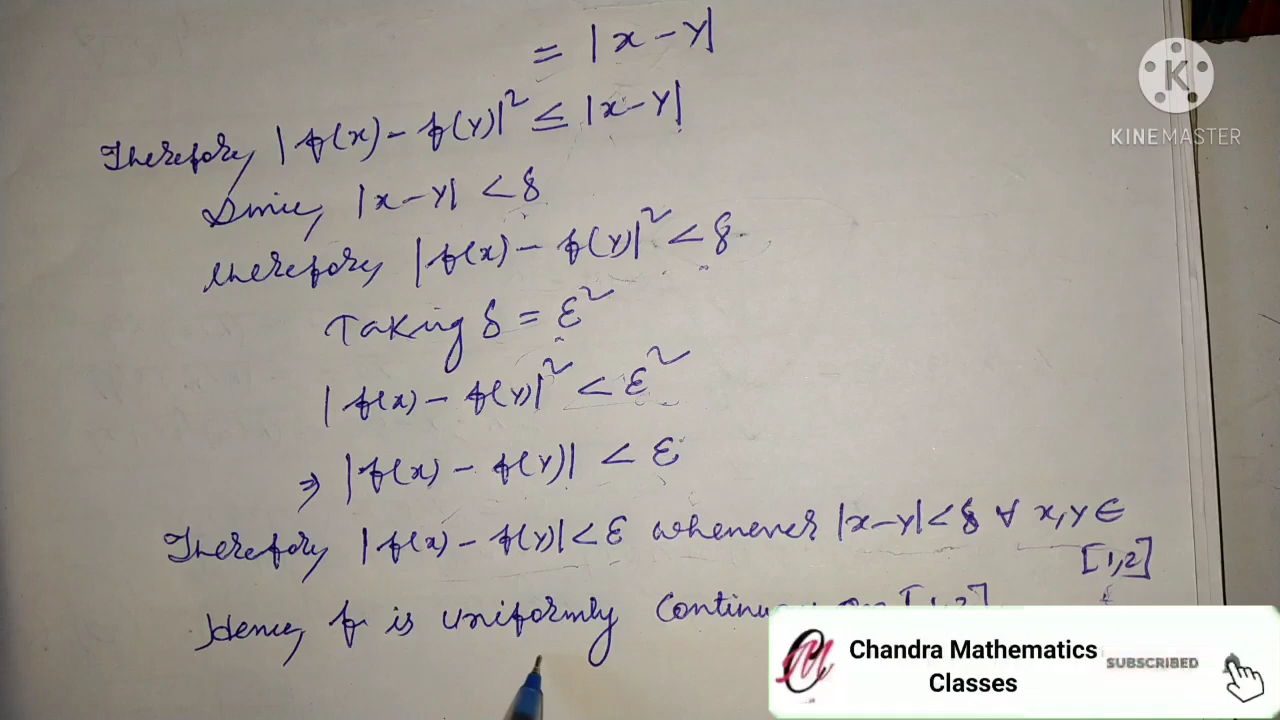 = |x - y|
Therefore, |f(x) - f(y)|² ≤ |x - y|
Since, |x - y| < δ
therefore, |f(x) - f(y)|² < δ.
Taking δ = ε²
|f(x) - f(y)|² < ε²
⇒ |f(x) - f(y)| < ε
Therefore, |f(x) - f(y)| < ε whenever |x - y| < δ ∀ x, y ∈
[1,2]
Hence, f is uniformly
KINEMASTER
Chandra Mathematics
Classes
SUBSCRIBED